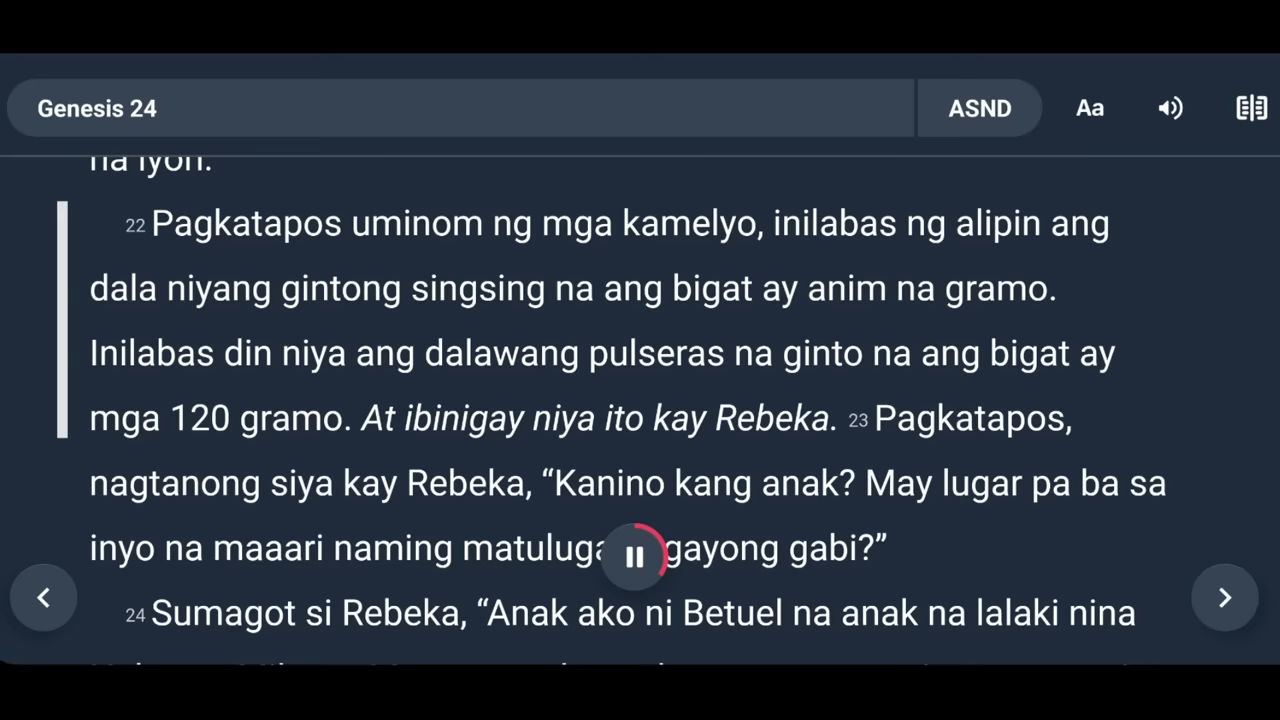 Genesis 24
ASND
Aa
na iyon.
22 Pagkatapos uminom ng mga kamelyo, inilabas ng alipin ang
dala niyang gintong singsing na ang bigat ay anim na gramo.
Inilabas din niya ang dalawang pulseras na ginto na ang bigat ay
mga 120 gramo. At ibinigay niya ito kay Rebeka. 23 Pagkatapos,
nagtanong siya kay Rebeka, “Kanino kang anak? May lugar pa ba sa
inyo na maaari naming gabi?”
24 Sumagot si Rebeka, “Anak ako ni Betuel na anak na lalaki nina